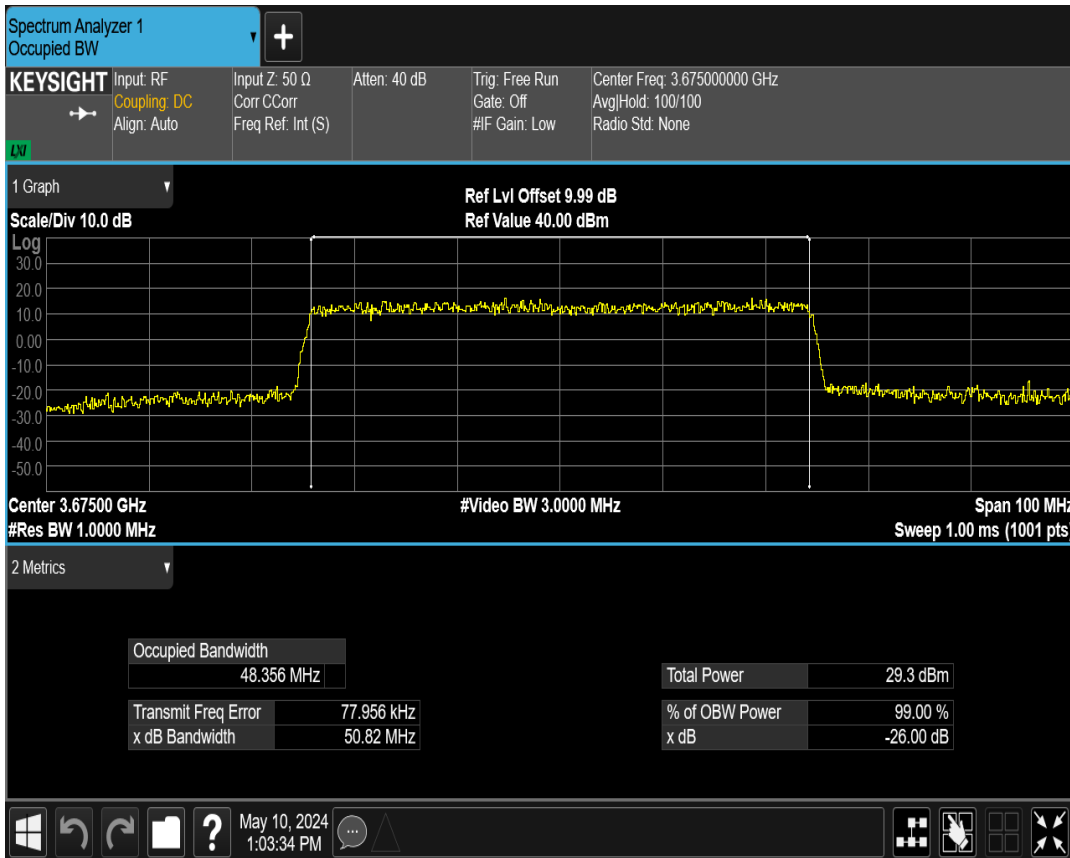 Spectrum Analyzer 1
Occupied BW
+
KEYSIGHT
LXI
Input: RF
Coupling: DC
Align: Auto
Input Z: 50 Ω
Corr CCorr
Freq Ref: Int (S)
Atten: 40 dB
Trig: Free Run
Gate: Off
#IF Gain: Low
Center Freq: 3.675000000 GHz
Avg|Hold: 100/100
Radio Std: None
1 Graph
Scale/Div 10.0 dB
Ref Lvl Offset 9.99 dB
Ref Value 40.00 dBm
Log
30.0
20.0
10.0
0.00
-10.0
-20.0
-30.0
-40.0
-50.0
Center 3.67500 GHz
#Video BW 3.0000 MHz
Span 100 MHz
#Res BW 1.0000 MHz
Sweep 1.00 ms (1001 pts)
2 Metrics
Occupied Bandwidth
48.356 MHz
Total Power 29.3 dBm
Transmit Freq Error 77.956 kHz
% of OBW Power 99.00 %
x dB Bandwidth 50.82 MHz
x dB -26.00 dB
?
May 10, 2024
1:03:34 PM